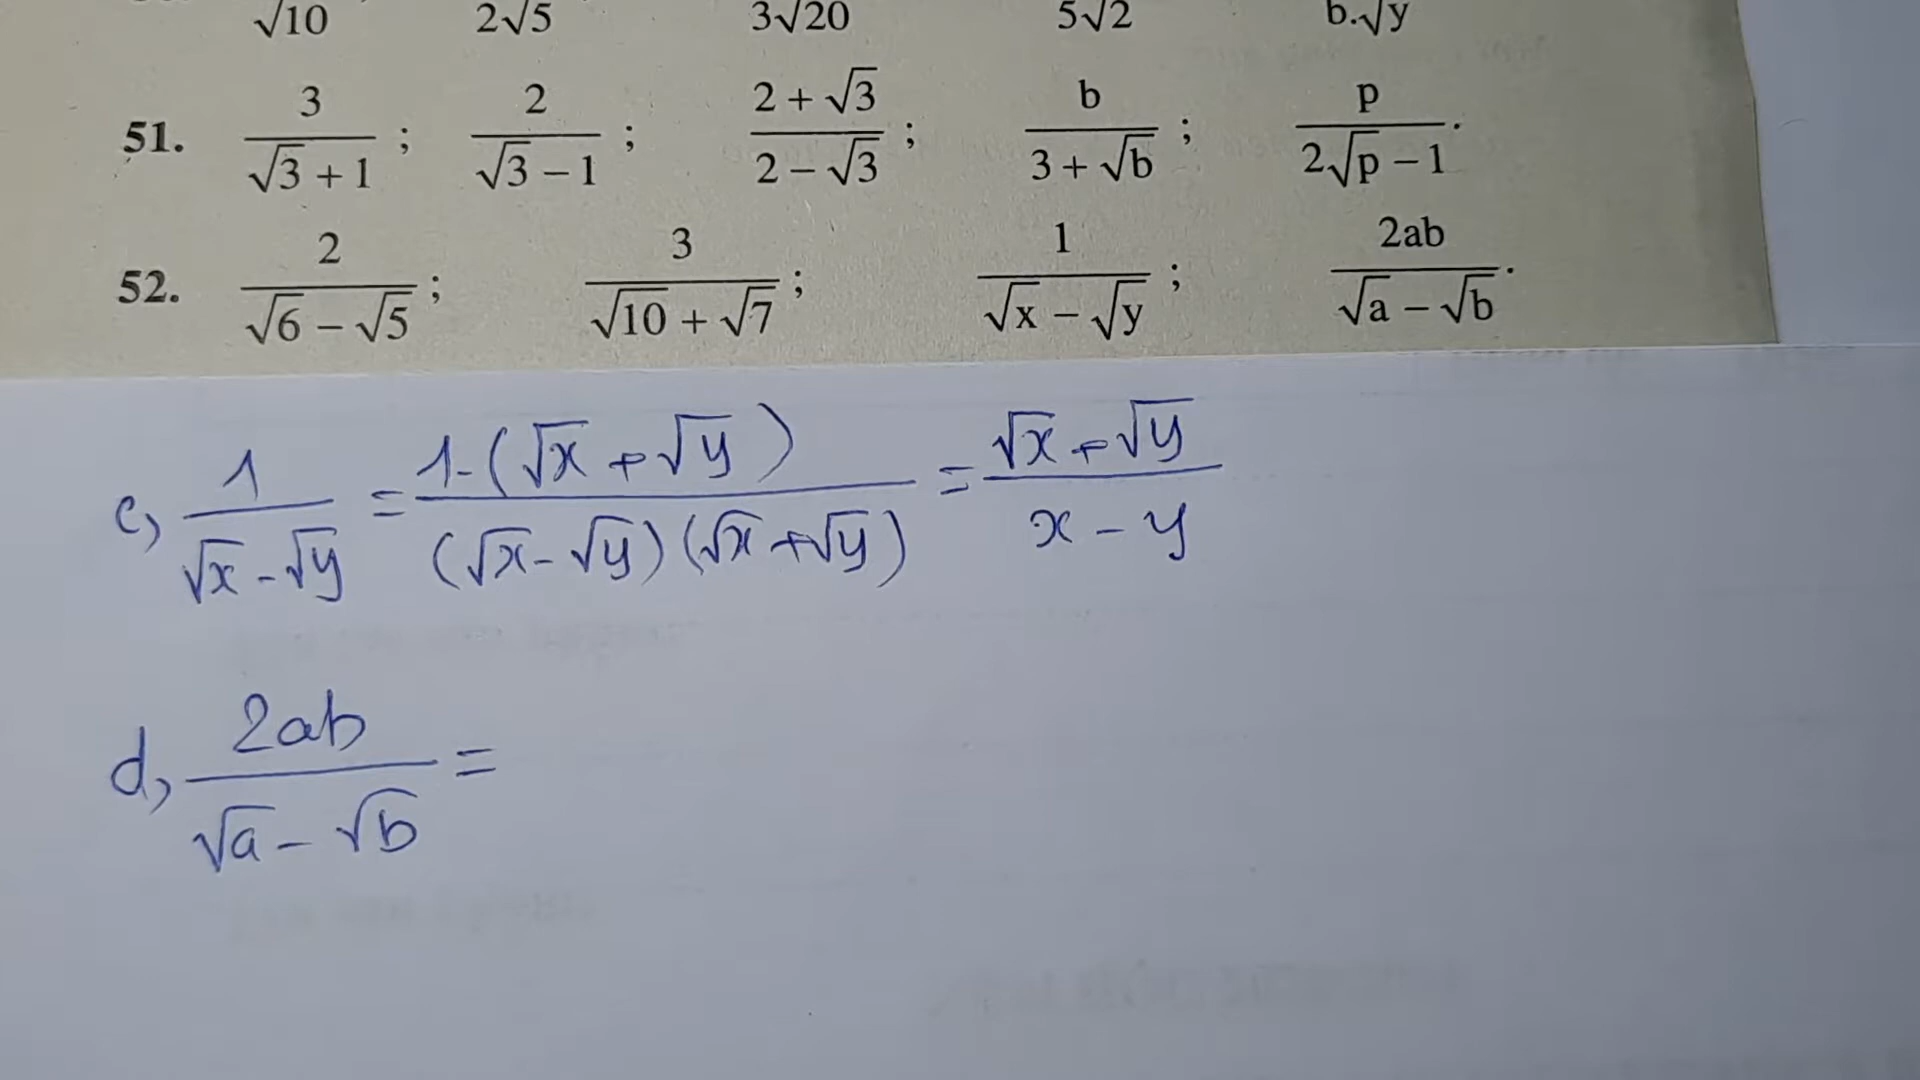 √10 2√5 3√20 5√2 b.√y
51. 3/(√3 + 1) ; 2/(√3 − 1) ; (2 + √3)/(2 − √3) ; b/(3 + √b) ; p/(2√p − 1) .
52. 2/(√6 − √5) ; 3/(√10 + √7) ; 1/(√x − √y) ; 2ab/(√a − √b) .
c, 1/(√x - √y) = 1.(√x + √y)/((√x - √y)(√x + √y)) = (√x + √y)/(x - y)
d, 2ab/(√a - √b) =